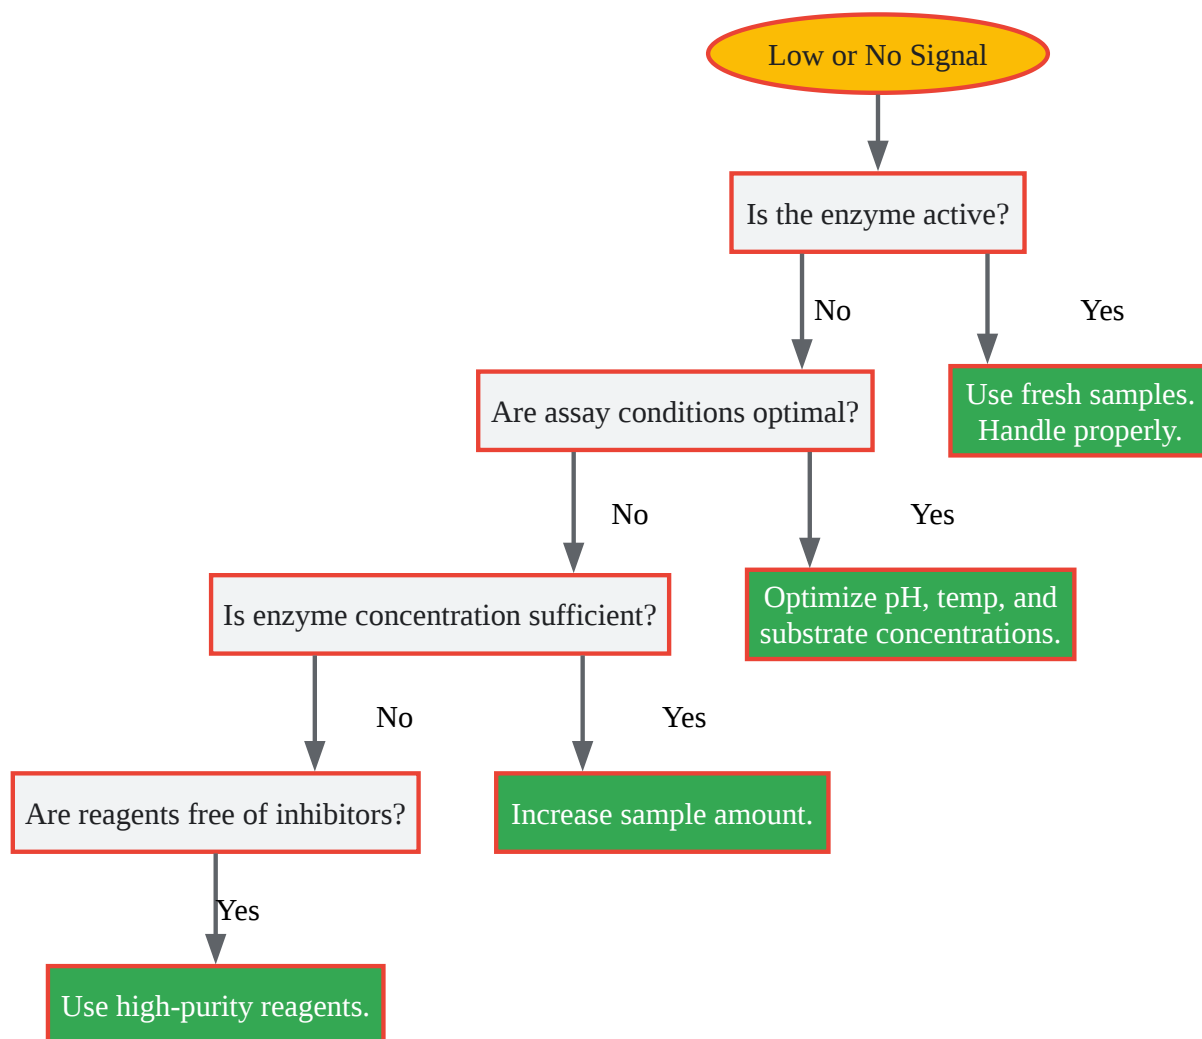 Low or No Signal
Is the enzyme active?
No
Yes
Use fresh samples.
Handle properly.
Are assay conditions optimal?
No
Yes
Optimize pH, temp, and
substrate concentrations.
Is enzyme concentration sufficient?
No
Yes
Are reagents free of inhibitors?
Increase sample amount.
Yes
Use high-purity reagents.